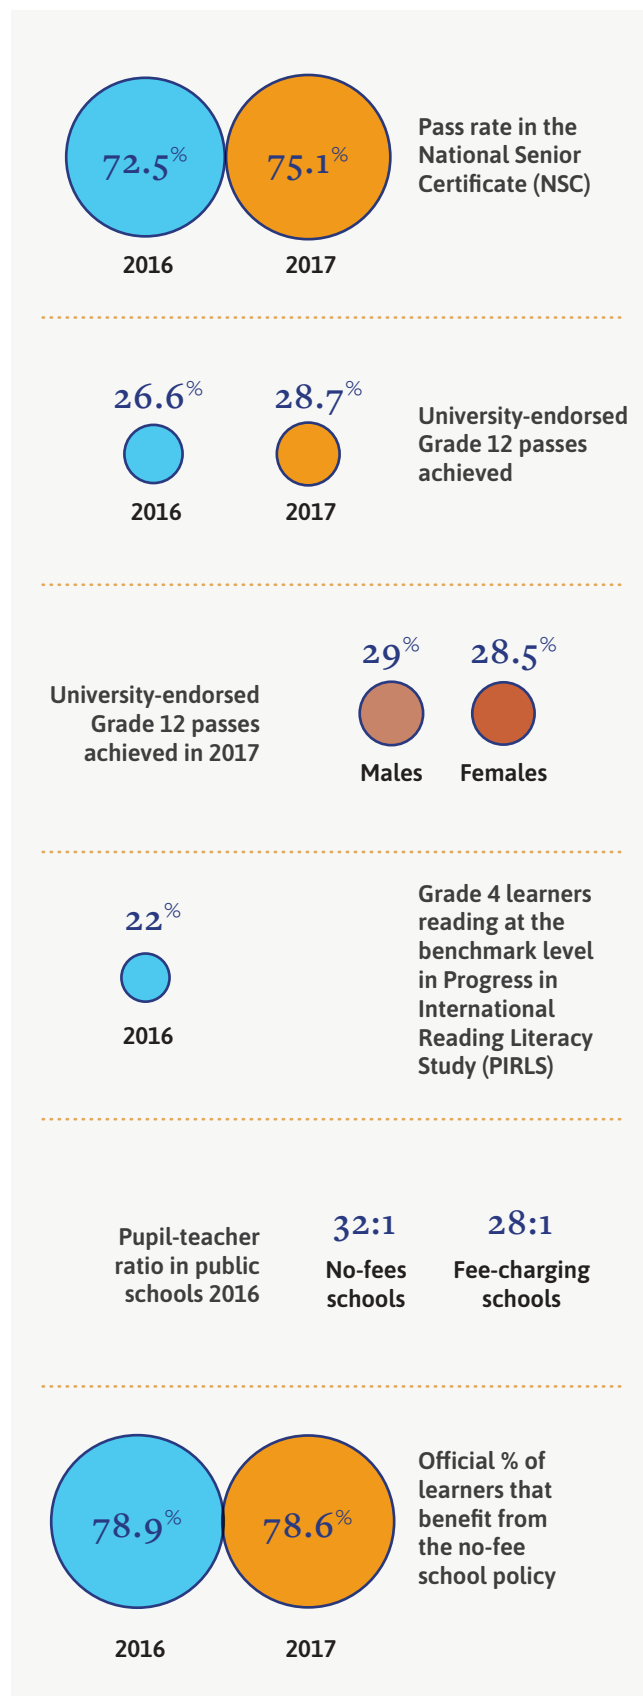 72.5%
75.1%
Pass rate in the
National Senior
Certificate (NSC)
2016
2017
26.6%
28.7%
University-endorsed
Grade 12 passes
achieved
2016
2017
University-endorsed
Grade 12 passes
achieved in 2017
29%
28.5%
Males
Females
22%
2016
Grade 4 learners
reading at the
benchmark level
in Progress in
International
Reading Literacy
Study (PIRLS)
Pupil-teacher
ratio in public
schools 2016
32:1
No-fees
schools
28:1
Fee-charging
schools
78.9%
78.6%
Official % of
learners that
benefit from
the no-fee
school policy
2016
2017